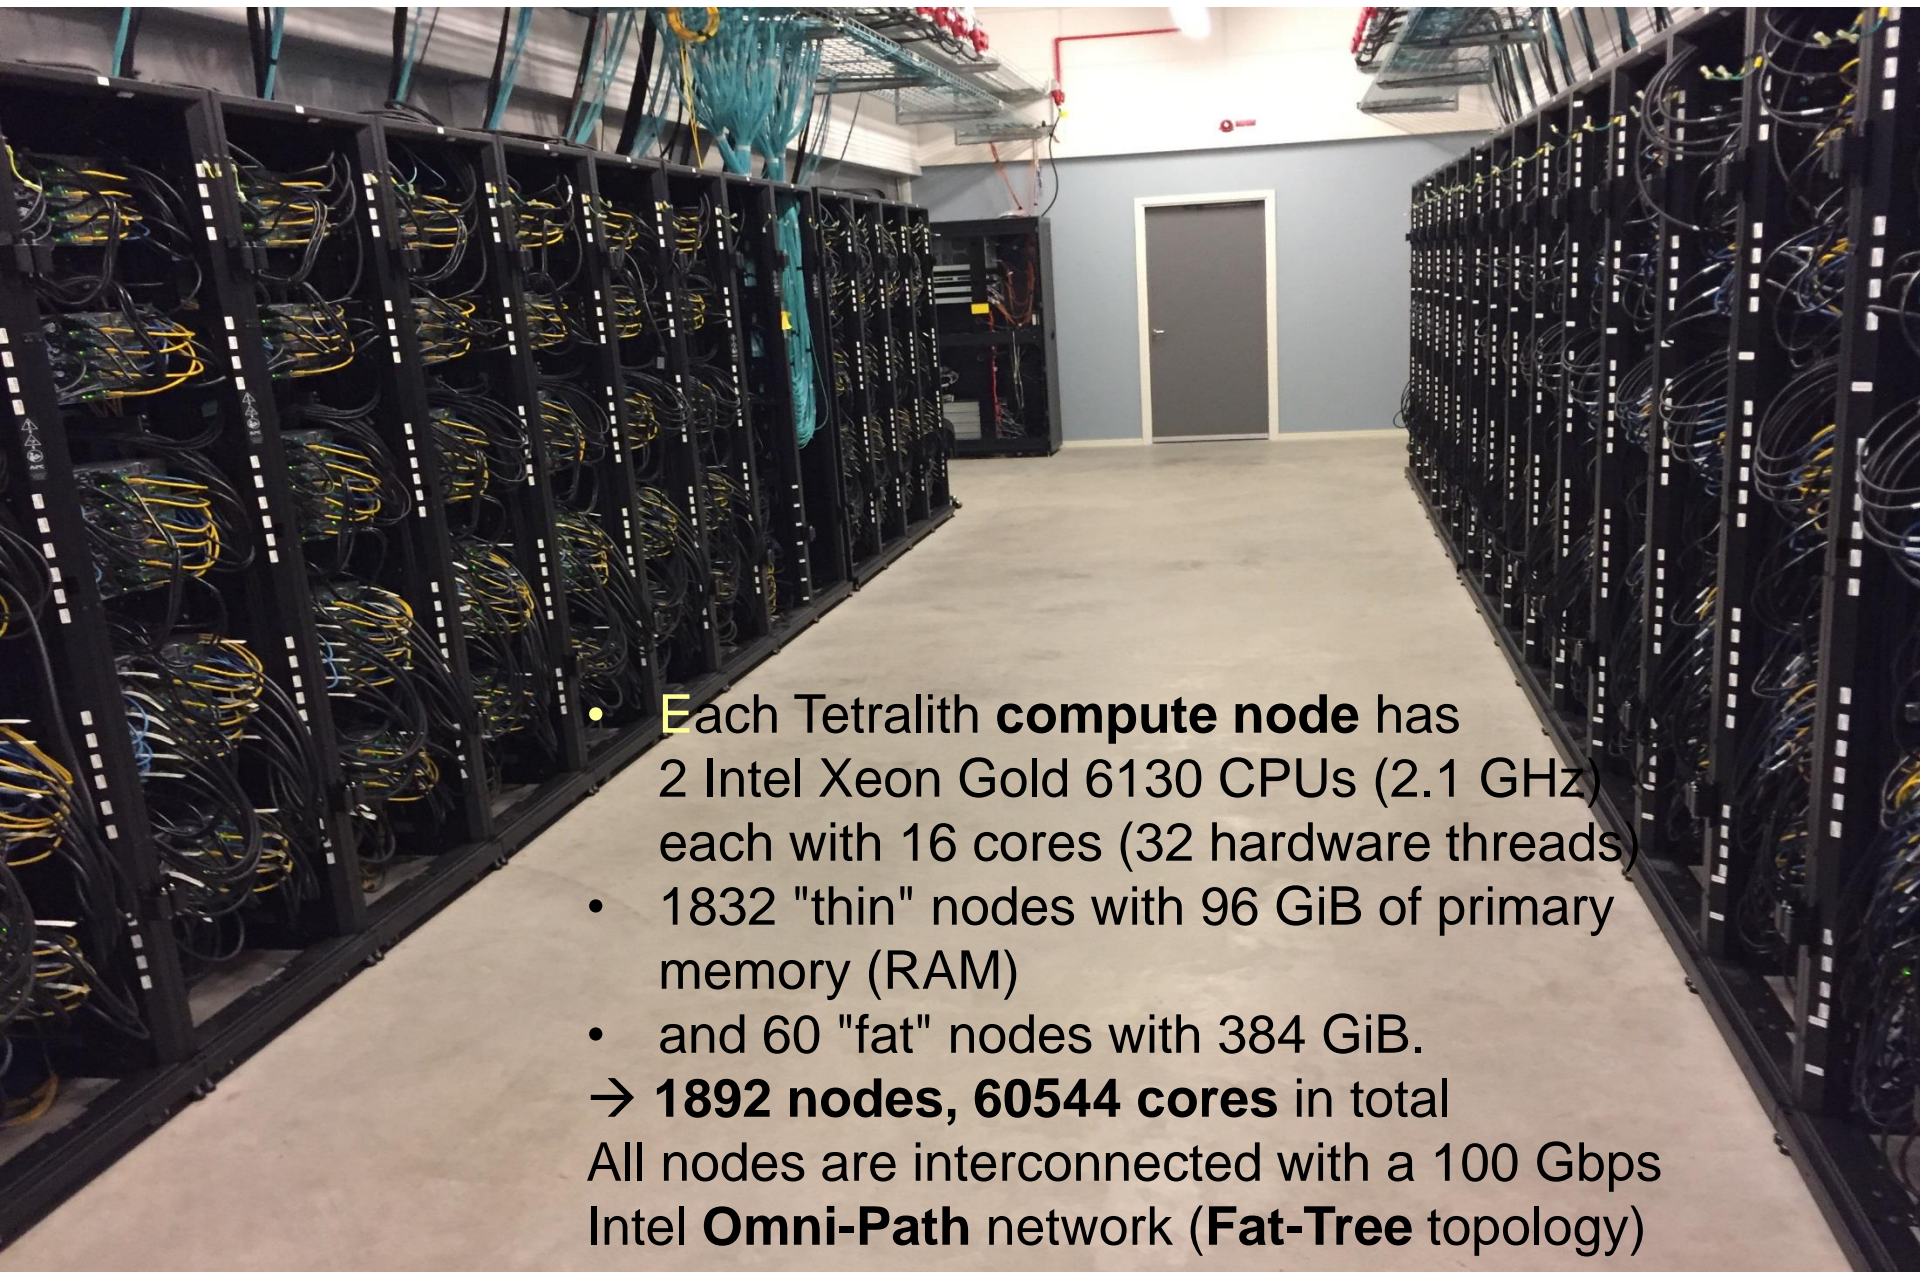 • Each Tetralith compute node has
2 Intel Xeon Gold 6130 CPUs (2.1 GHz)
each with 16 cores (32 hardware threads)
• 1832 "thin" nodes with 96 GiB of primary
memory (RAM)
• and 60 "fat" nodes with 384 GiB.
→ 1892 nodes, 60544 cores in total
All nodes are interconnected with a 100 Gbps
Intel Omni-Path network (Fat-Tree topology)